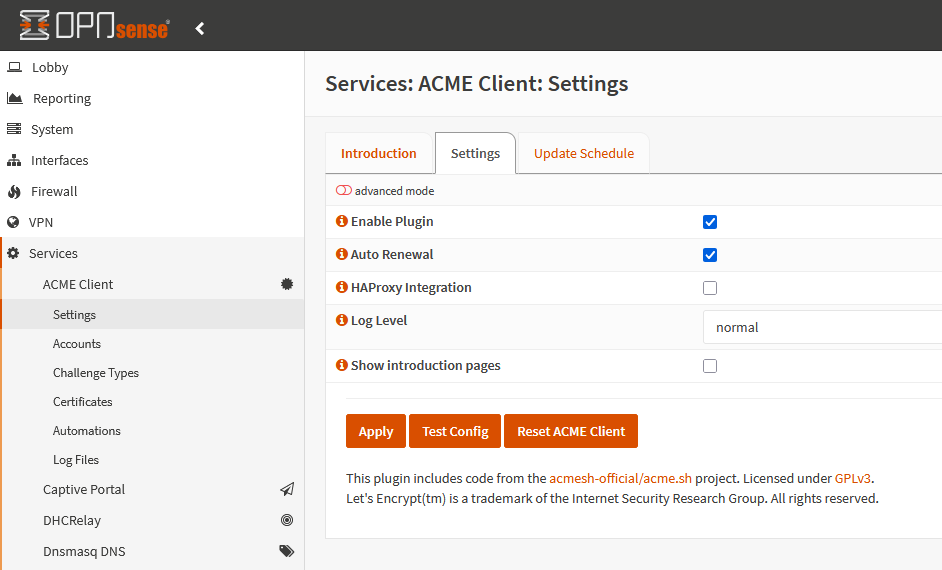 OPNsense
Lobby
Reporting
System
Interfaces
Firewall
VPN
Services
ACME Client
Settings
Accounts
Challenge Types
Certificates
Automations
Log Files
Captive Portal
DHCRelay
Dnsmasq DNS
Services: ACME Client: Settings
Introduction Settings Update Schedule
advanced mode
Enable Plugin
Auto Renewal
HAProxy Integration
Log Level normal
Show introduction pages
Apply Test Config Reset ACME Client
This plugin includes code from the acmesh-official/acme.sh project. Licensed under GPLv3.
Let's Encrypt(tm) is a trademark of the Internet Security Research Group. All rights reserved.